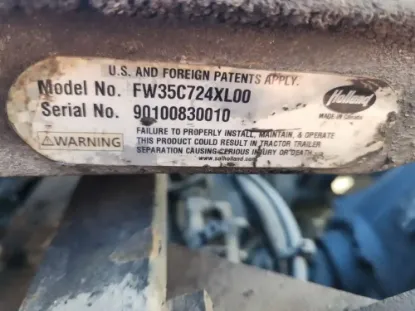 U.S. AND FOREIGN PATENTS APPLY.
Model No. FW35C724XL00
Holland
MADE IN CANADA
Serial No. 90100830010
⚠WARNING
FAILURE TO PROPERLY INSTALL, MAINTAIN, & OPERATE
THIS PRODUCT COULD RESULT IN TRACTOR TRAILER
SEPARATION CAUSING SERIOUS INJURY OR DEATH.
www.safholland.com